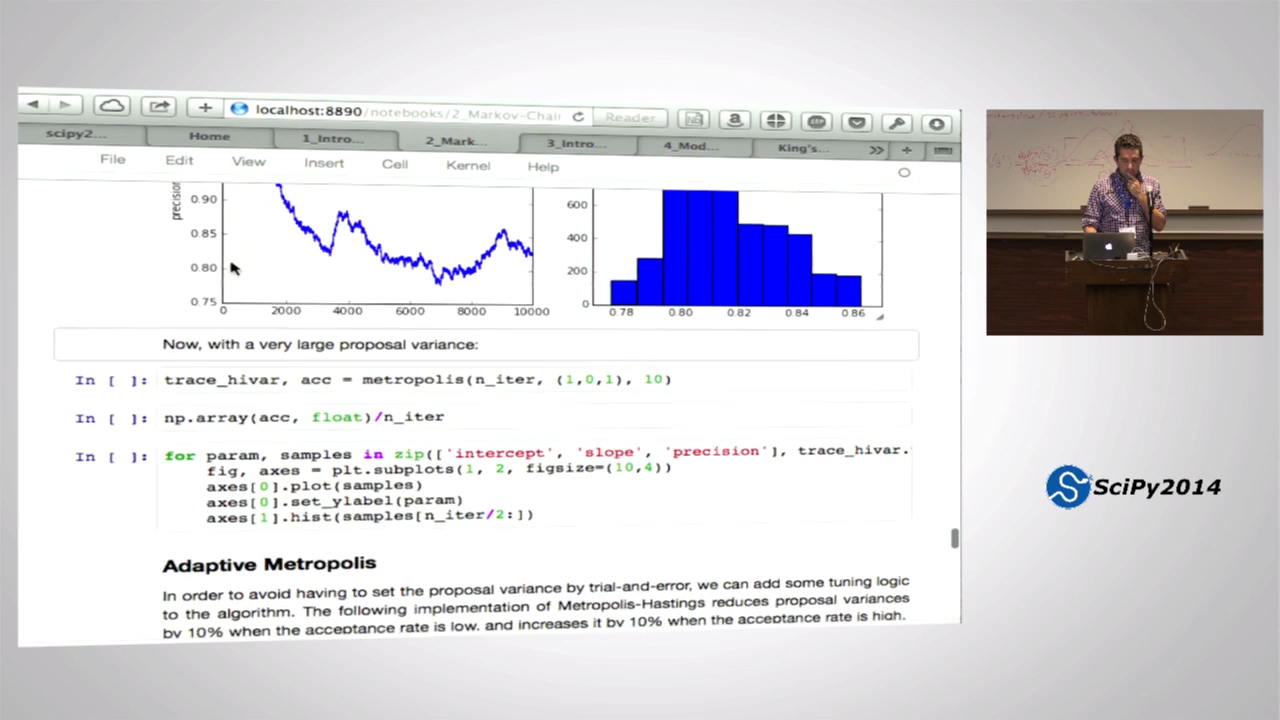 localhost:8890/notebooks/2_Markov-Chai
Reader
scipy2...
Home
1_Intro...
2_Mark...
3_Intro...
4_Mod...
King's...
File
Edit
View
Insert
Cell
Kernel
Help
precision
0.90
0.85
0.80
0.75
0
2000
4000
6000
8000
10000
600
400
200
0
0.78
0.80
0.82
0.84
0.86
Now, with a very large proposal variance:
In [ ]: trace_hivar, acc = metropolis(n_iter, (1,0,1), 10)
In [ ]: np.array(acc, float)/n_iter
In [ ]: for param, samples in zip(['intercept', 'slope', 'precision'], trace_hivar.
fig, axes = plt.subplots(1, 2, figsize=(10,4))
axes[0].plot(samples)
axes[0].set_ylabel(param)
axes[1].hist(samples[n_iter/2:])
Adaptive Metropolis
In order to avoid having to set the proposal variance by trial-and-error, we can add some tuning logic
to the algorithm. The following implementation of Metropolis-Hastings reduces proposal variances
by 10% when the acceptance rate is low, and increases it by 10% when the acceptance rate is high.
SciPy2014